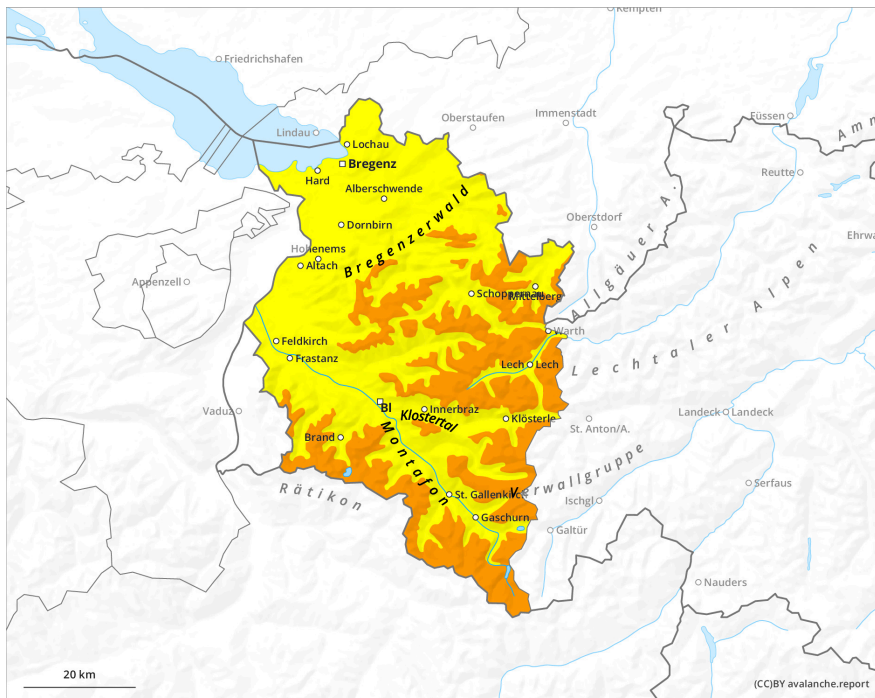 Kempten
Friedrichshafen
Immenstadt
Füssen
Oberstaufen
Lindau
Lochau
Bregenz
Hard
Alberschwende
Reutte
Bregenzerwald
Dornbirn
Oberstdorf
Allgäuer A.
Hohenems
Altach
Appenzell
Schoppernau
Mittelberg
Warth
Lechtaler Alpen
Feldkirch
Frastanz
Lech
Lech
Vaduz
Bl
Innerbraz
Klostertal
Klösterle
St. Anton/A.
Landeck
Landeck
Brand
Montafon
Verwallgruppe
Rätikon
St. Gallenkirch
Ischgl
Serfaus
Gaschurn
Galtür
Nauders
20 km
(CC)BY avalanche.report